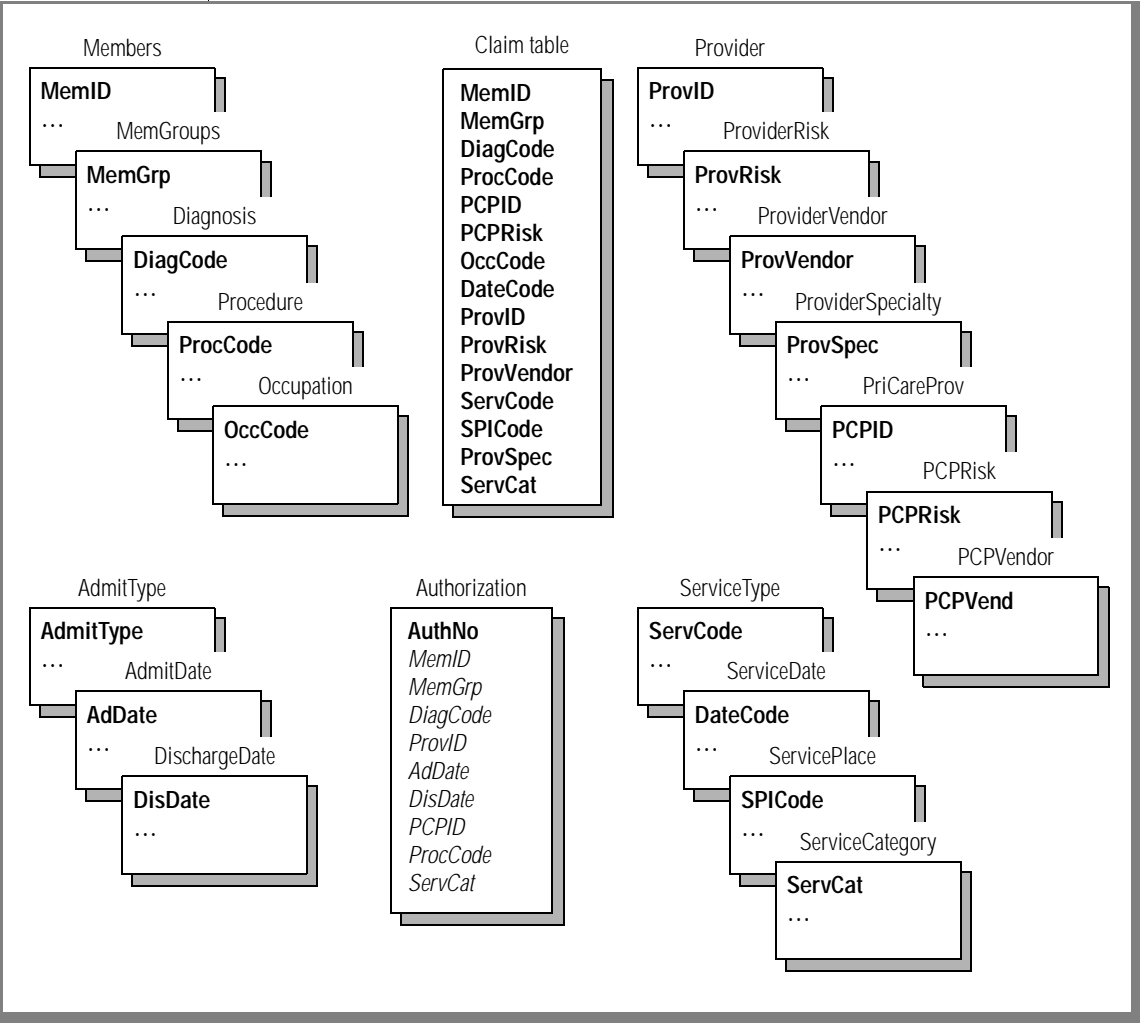 Members
MemID
…
MemGroups
MemGrp
…
Diagnosis
DiagCode
…
Procedure
ProcCode
…
Occupation
OccCode
…
Claim table
MemID
MemGrp
DiagCode
ProcCode
PCPID
PCPRisk
OccCode
DateCode
ProvID
ProvRisk
ProvVendor
ServCode
SPICode
ProvSpec
ServCat
Provider
ProvID
…
ProviderRisk
ProvRisk
…
ProviderVendor
ProvVendor
…
ProviderSpecialty
ProvSpec
…
PriCareProv
PCPID
…
PCPRisk
PCPRisk
…
PCPVendor
PCPVend
…
AdmitType
AdmitType
…
AdmitDate
AdDate
…
DischargeDate
DisDate
…
Authorization
AuthNo
MemID
MemGrp
DiagCode
ProvID
AdDate
DisDate
PCPID
ProcCode
ServCat
ServiceType
ServCode
…
ServiceDate
DateCode
…
ServicePlace
SPICode
…
ServiceCategory
ServCat
…